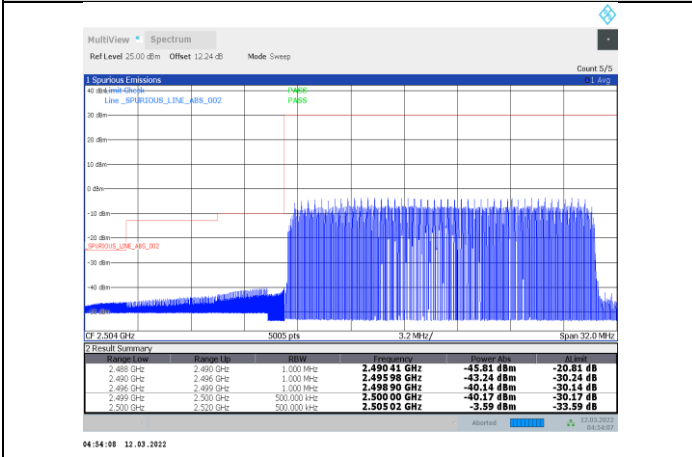 MultiView Spectrum
Ref Level 25.00 dBm Offset 12.24 dB Mode Sweep
Count 5/5
1 Spurious Emissions 1 Avg
40 dBm Limit Check PASS
Line _SPURIOUS_LINE_ABS_002 PASS
30 dBm
20 dBm
10 dBm
0 dBm
-10 dBm
-20 dBm
_SPURIOUS_LINE_ABS_002
-30 dBm
-40 dBm
CF 2.504 GHz 5005 pts 3.2 MHz/ Span 32.0 MHz
2 Result Summary
Range Low Range Up RBW Frequency Power Abs ΔLimit
2.488 GHz 2.490 GHz 1.000 MHz 2.490 41 GHz -45.81 dBm -20.81 dB
2.490 GHz 2.496 GHz 1.000 MHz 2.495 98 GHz -43.24 dBm -30.24 dB
2.496 GHz 2.499 GHz 1.000 MHz 2.498 90 GHz -40.14 dBm -30.14 dB
2.499 GHz 2.500 GHz 500.000 kHz 2.500 00 GHz -40.17 dBm -30.17 dB
2.500 GHz 2.520 GHz 500.000 kHz 2.505 02 GHz -3.59 dBm -33.59 dB
Aborted 12.03.2022
04:54:07
04:54:08 12.03.2022